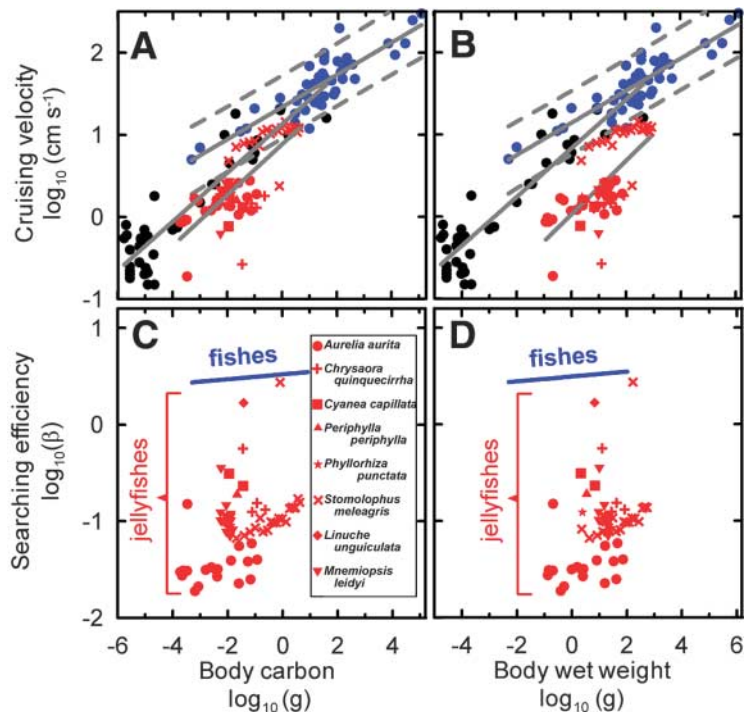 A
B
Cruising velocity
log10 (cm s-1)
2
1
0
-1
C
D
Searching efficiency
log10(β)
1
0
-1
-2
fishes
fishes
jellyfishes
jellyfishes
Aurelia aurita
Chrysaora
quinquecirrha
Cyanea capillata
Periphylla
periphylla
Phyllorhiza
punctata
Stomolophus
meleagris
Linuche
unguiculata
Mnemiopsis
leidyi
-6 -4 -2 0 2 4
-4 -2 0 2 4 6
Body carbon
log10 (g)
Body wet weight
log10 (g)